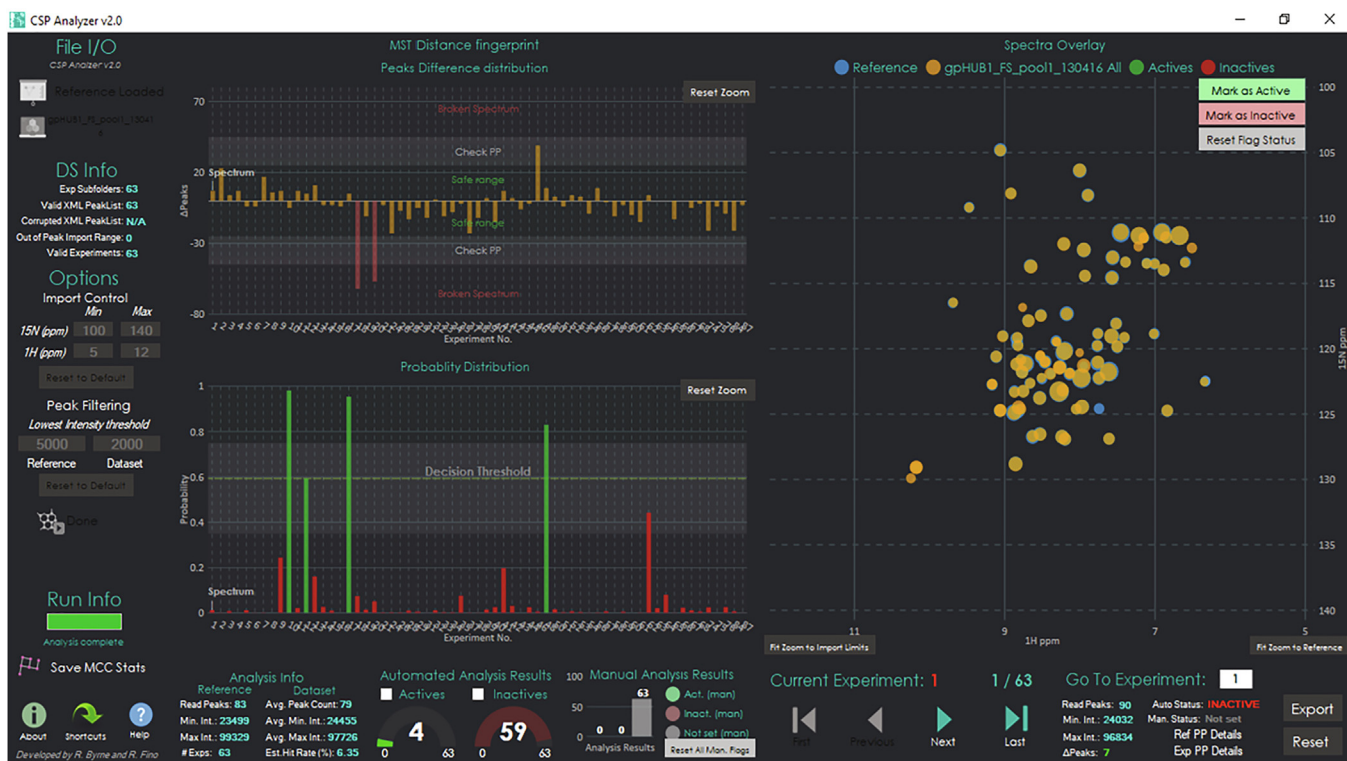 CSP Analyzer v2.0
File I/O
CSP Analzer v2.0
Reference Loaded
gpHUB1_FS_pool1_13041
6
DS Info
Exp Subfolders: 63
Valid XML PeakList: 63
Corrupted XML PeakList: N/A
Out of Peak Import Range: 0
Valid Experiments: 63
Options
Import Control
Min Max
15N (ppm) 100 140
1H (ppm) 5 12
Reset to Default
Peak Filtering
Lowest Intensity threshold
5000 2000
Reference Dataset
Reset to Default
Done
Run Info
Analysis complete
Save MCC Stats
About Shortcuts Help
Developed by R. Byrne and R. Fino
MST Distance fingerprint
Peaks Difference distribution
Reset Zoom
70
Broken Spectrum
Check PP
20
Spectrum
Safe range
ΔPeaks
Safe range
-30
Check PP
Broken Spectrum
-80
Experiment No.
Probablity Distribution
Reset Zoom
1
0.8
Decision Threshold
0.6
Probability
0.4
0.2
Spectrum
0
Experiment No.
Spectra Overlay
Reference gpHUB1_FS_pool1_130416 All Actives Inactives
Mark as Active
Mark as Inactive
Reset Flag Status
100
105
110
115
120
125
130
135
140
15N ppm
11 9 7 5
1H ppm
Fit Zoom to Import Limits
Fit Zoom to Reference
Analysis Info
Reference Dataset
Read Peaks: 83 Avg. Peak Count: 79
Min. Int.: 23499 Avg. Min. Int.: 24455
Max Int.: 99329 Avg. Max Int.: 97726
# Exps: 63 Est.Hit Rate (%): 6.35
Automated Analysis Results
Actives Inactives
4 59
0 63 0 63
Manual Analysis Results
100
50
0
0 0 63
Analysis Results
Act. (man)
Inact. (man)
Not set (man)
Reset All Man. Flags
Current Experiment: 1 1 / 63
First Previous Next Last
Go To Experiment: 1
Read Peaks: 90 Auto Status: INACTIVE
Min. Int.: 24032 Man. Status: Not set
Max Int.: 96834 Ref PP Details
ΔPeaks: 7 Exp PP Details
Export
Reset